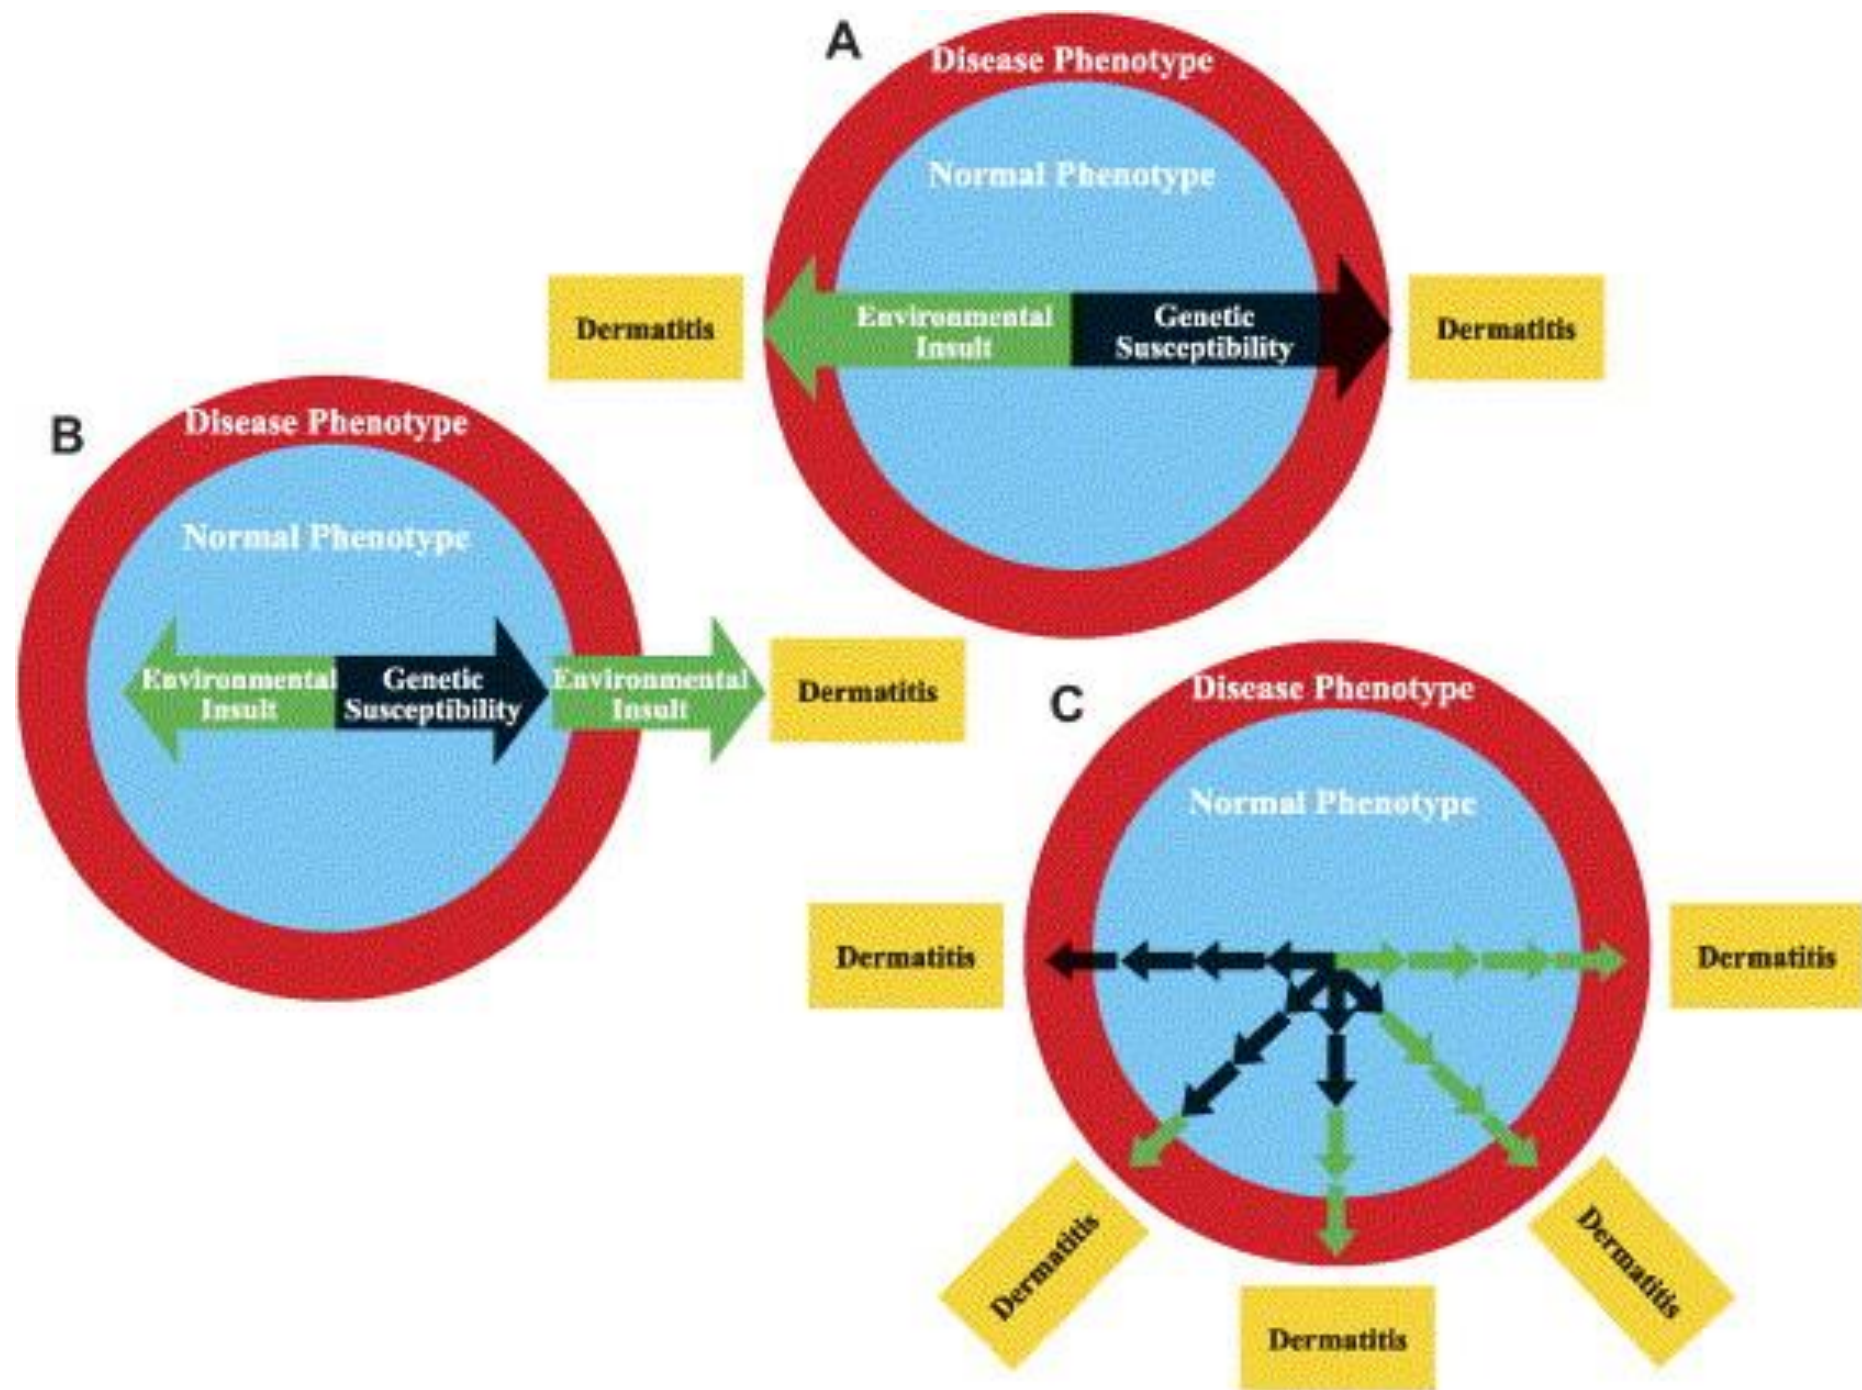 A
Disease Phenotype
Normal Phenotype
Dermatitis
Environmental
Insult
Genetic
Susceptibility
Dermatitis
B
Disease Phenotype
Normal Phenotype
Environmental
Insult
Genetic
Susceptibility
Environmental
Insult
Dermatitis
C
Disease Phenotype
Normal Phenotype
Dermatitis
Dermatitis
Dermatitis
Dermatitis
Dermatitis